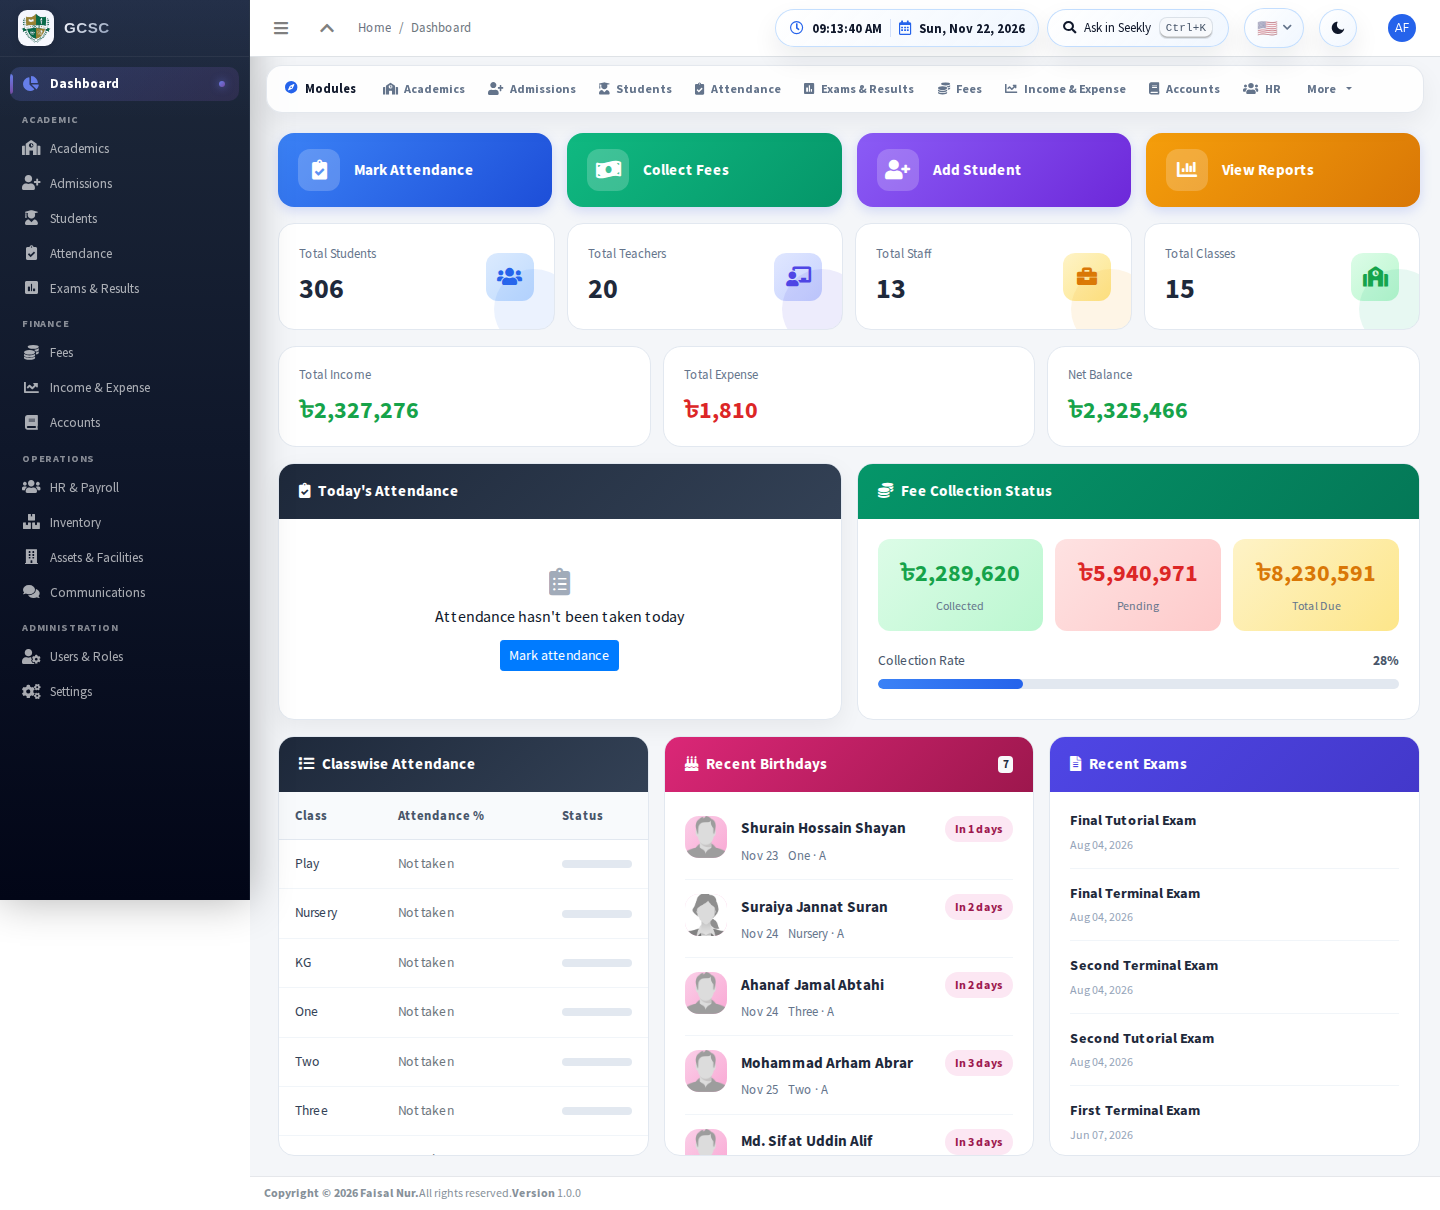 GCSC
Home / Dashboard
09:13:40 AM
Sun, Nov 22, 2026
Ask in Seekly Ctrl+K
AF
Dashboard
ACADEMIC
Academics
Admissions
Students
Attendance
Exams & Results
FINANCE
Fees
Income & Expense
Accounts
OPERATIONS
HR & Payroll
Inventory
Assets & Facilities
Communications
ADMINISTRATION
Users & Roles
Settings
Modules Academics Admissions Students Attendance Exams & Results Fees Income & Expense Accounts HR More
Mark Attendance
Collect Fees
Add Student
View Reports
Total Students
306
Total Teachers
20
Total Staff
13
Total Classes
15
Total Income
৳2,327,276
Total Expense
৳1,810
Net Balance
৳2,325,466
Today's Attendance
Attendance hasn't been taken today
Mark attendance
Fee Collection Status
৳2,289,620
Collected
৳5,940,971
Pending
৳8,230,591
Total Due
Collection Rate 28%
Classwise Attendance
Class Attendance % Status
Play Not taken
Nursery Not taken
KG Not taken
One Not taken
Two Not taken
Three Not taken
Recent Birthdays 7
Shurain Hossain Shayan In 1 days
Nov 23 One · A
Suraiya Jannat Suran In 2 days
Nov 24 Nursery · A
Ahanaf Jamal Abtahi In 2 days
Nov 24 Three · A
Mohammad Arham Abrar In 3 days
Nov 25 Two · A
Md. Sifat Uddin Alif In 3 days
Recent Exams
Final Tutorial Exam
Aug 04, 2026
Final Terminal Exam
Aug 04, 2026
Second Terminal Exam
Aug 04, 2026
Second Tutorial Exam
Aug 04, 2026
First Terminal Exam
Jun 07, 2026
Copyright © 2026 Faisal Nur.All rights reserved.Version 1.0.0